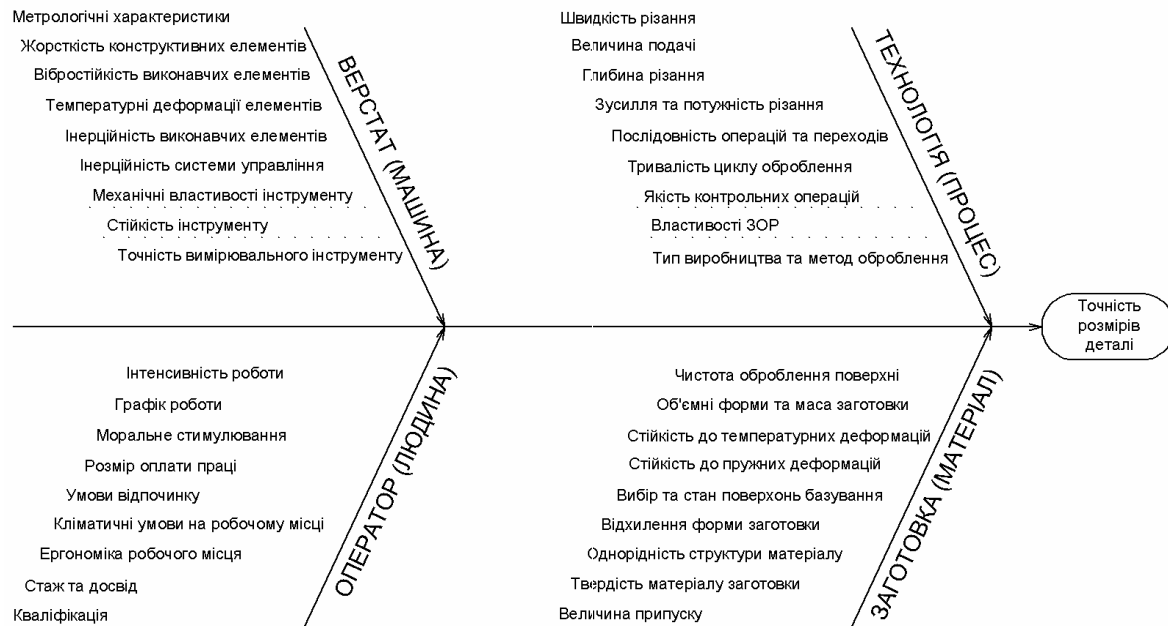 Метрологічні характеристики
Жорсткість конструктивних елементів
Вібростійкість виконавчих елементів
Температурні деформації елементів
Інерційність виконавчих елементів
Інерційність системи управління
Механічні властивості інструменту
Стійкість інструменту
Точність вимірювального інструменту
ВЕРСТАТ (МАШИНА)
Швидкість різання
Величина подачі
Глибина різання
Зусилля та потужність різання
Послідовність операцій та переходів
Тривалість циклу оброблення
Якість контрольних операцій
Властивості ЗОР
Тип виробництва та метод оброблення
ТЕХНОЛОГІЯ (ПРОЦЕС)
Точність
розмірів
деталі
Інтенсивність роботи
Графік роботи
Моральне стимулювання
Розмір оплати праці
Умови відпочинку
Кліматичні умови на робочому місці
Ергономіка робочого місця
Стаж та досвід
Кваліфікація
ОПЕРАТОР (ЛЮДИНА)
Чистота оброблення поверхні
Об'ємні форми та маса заготовки
Стійкість до температурних деформацій
Стійкість до пружних деформацій
Вибір та стан поверхонь базування
Відхилення форми заготовки
Однорідність структури матеріалу
Твердість матеріалу заготовки
Величина припуску
ЗАГОТОВКА (МАТЕРІАЛ)